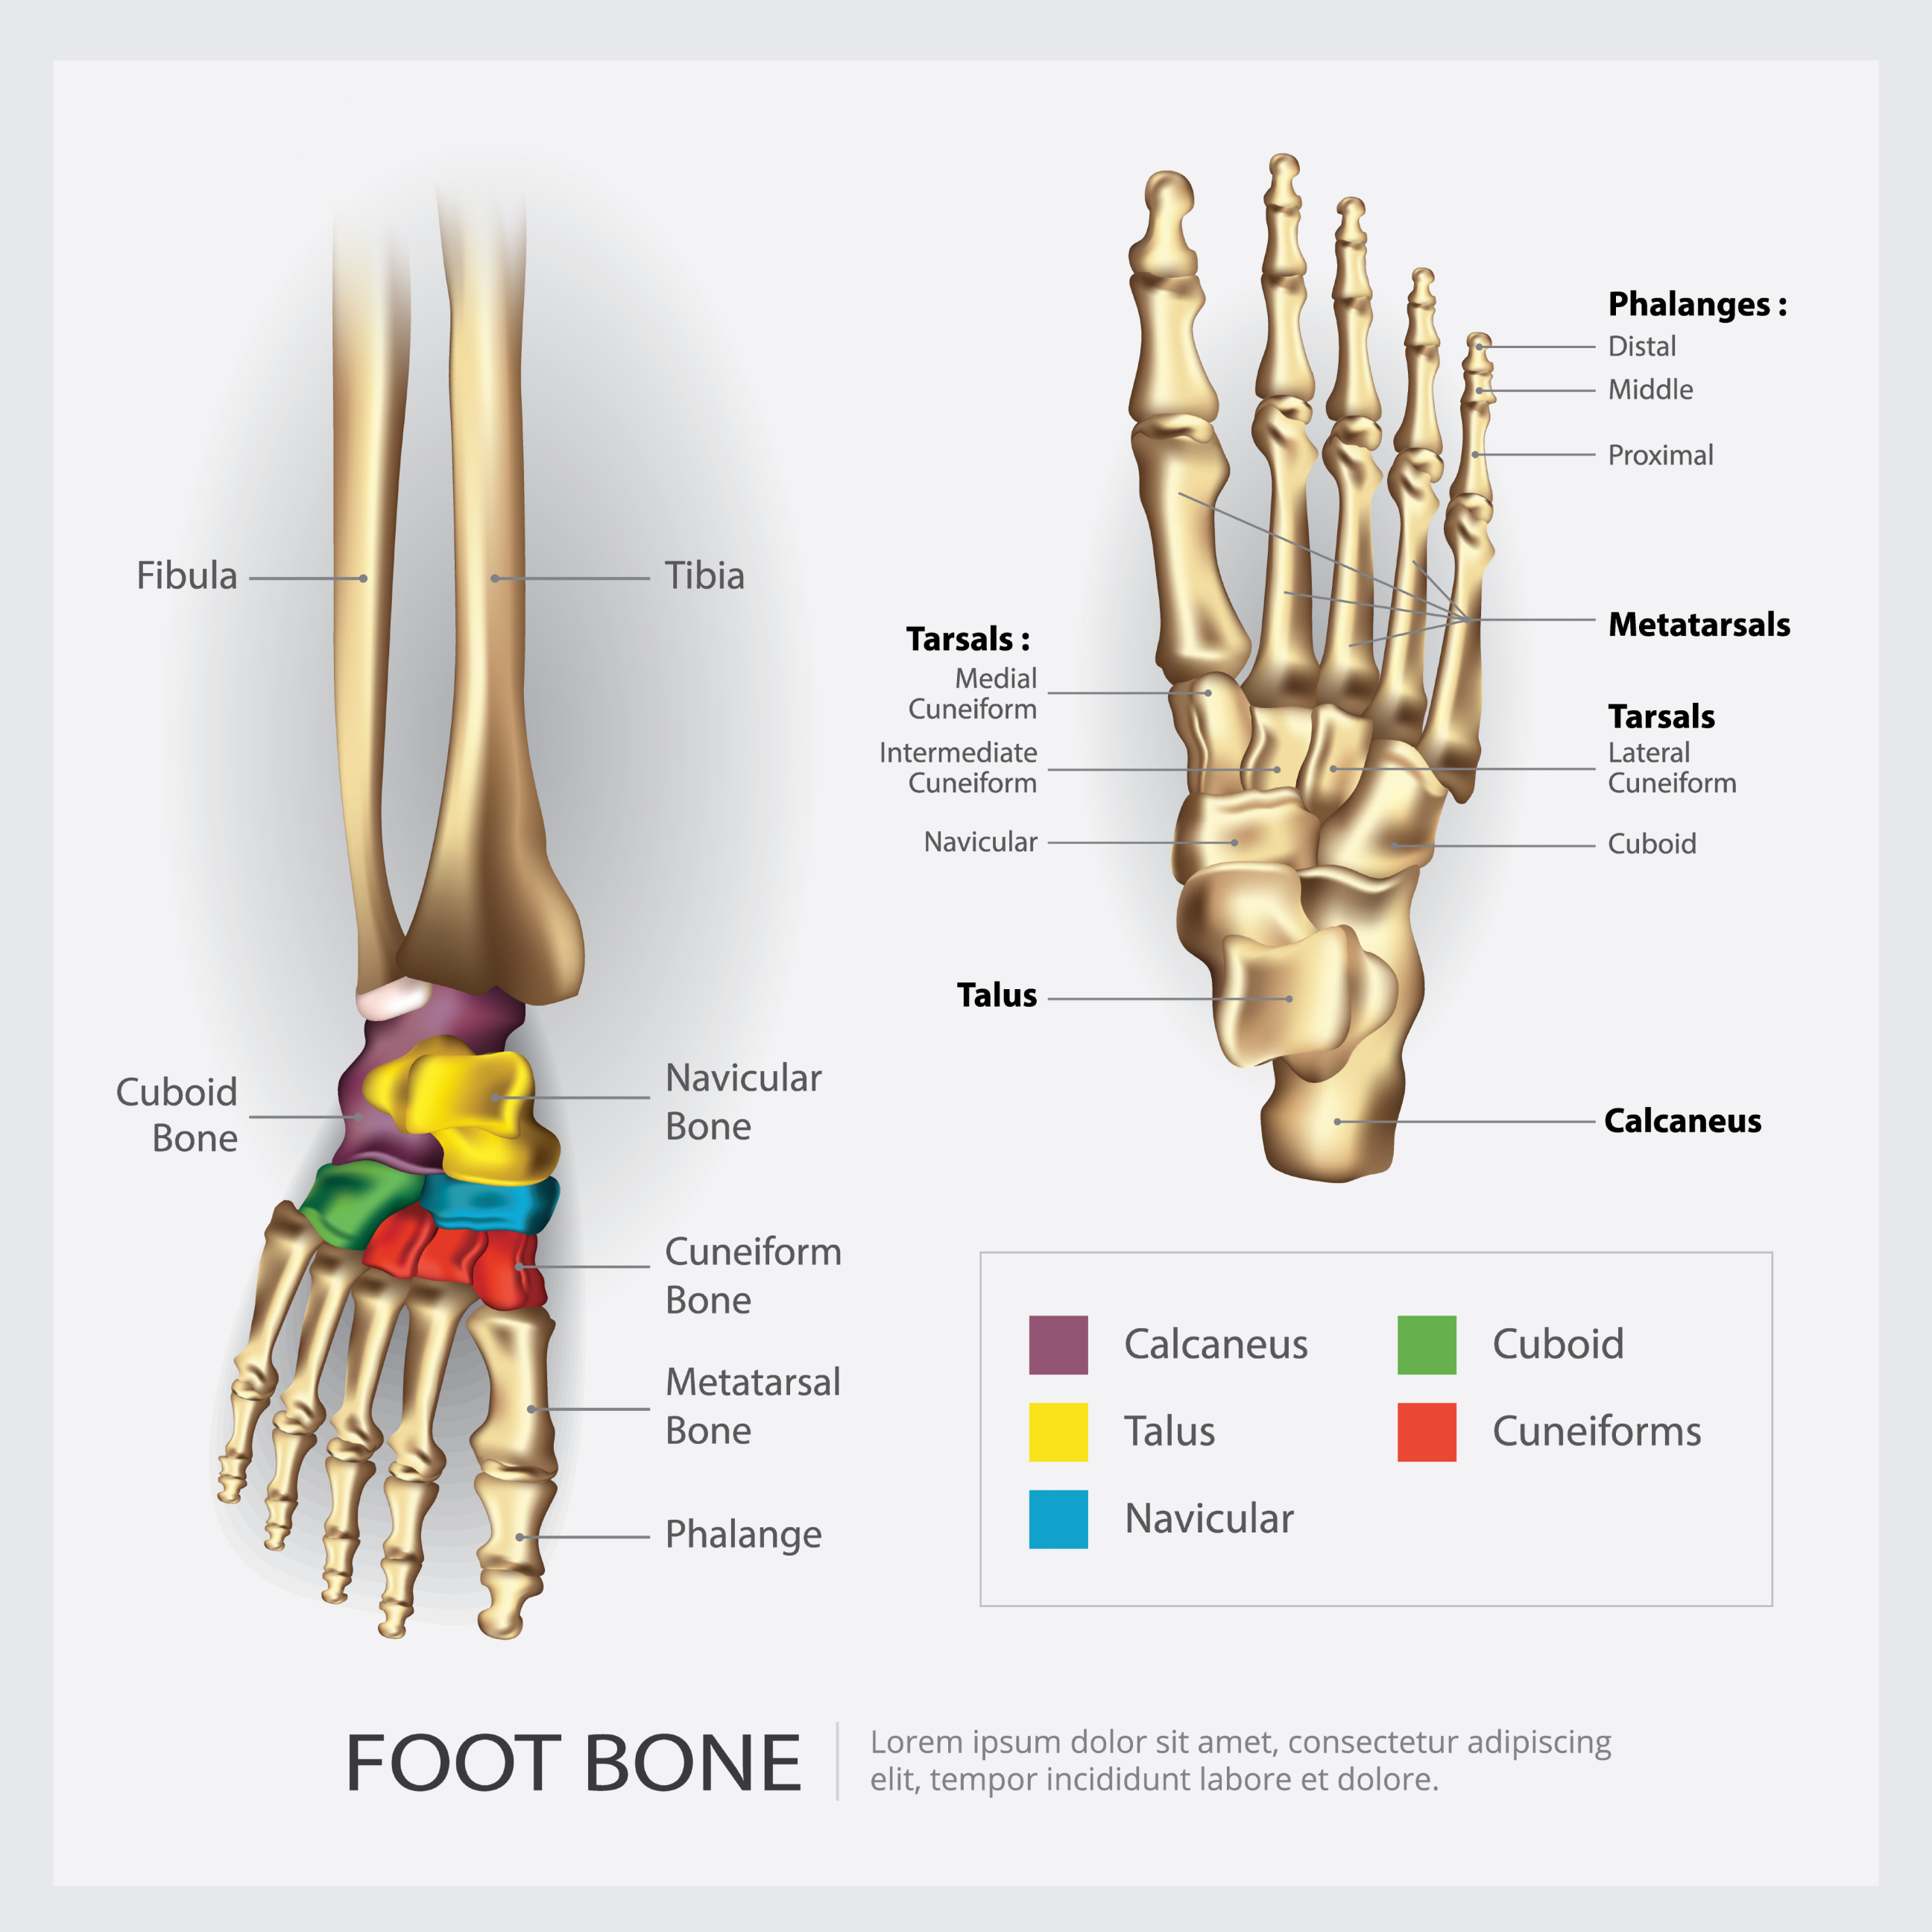 Fibula
Tibia
Cuboid
Bone
Navicular
Bone
Cuneiform
Bone
Metatarsal
Bone
Phalange
Phalanges :
Distal
Middle
Proximal
Metatarsals
Tarsals :
Medial
Cuneiform
Intermediate
Cuneiform
Navicular
Tarsals
Lateral
Cuneiform
Cuboid
Talus
Calcaneus
Calcaneus
Talus
Navicular
Cuboid
Cuneiforms
FOOT BONE
Lorem ipsum dolor sit amet, consectetur adipiscing
elit, tempor incididunt labore et dolore.